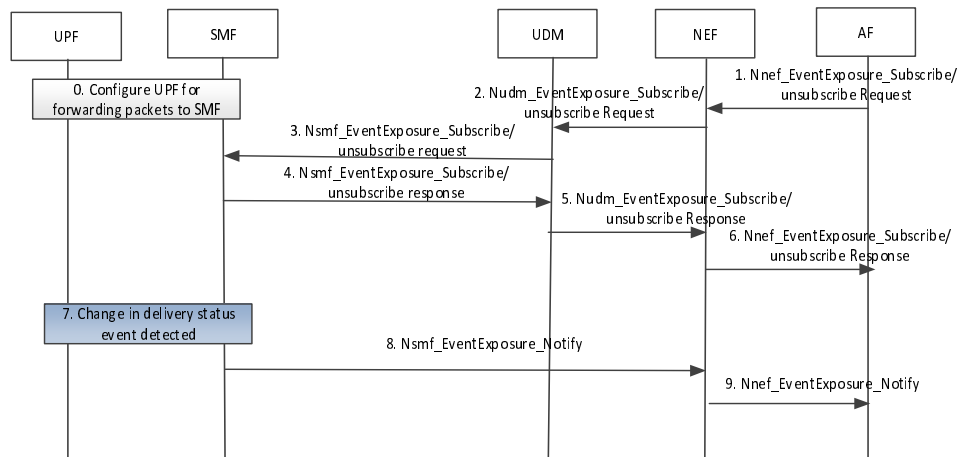 UPF
SMF
UDM
NEF
AF
0. Configure UPF for
forwarding packets to SMF
1. Nnef_EventExposure_Subscribe/
unsubscribe Request
2. Nudm_EventExposure_Subscribe/
unsubscribe Request
3. Nsmf_EventExposure_Subscribe/
unsubscribe request
4. Nsmf_EventExposure_Subscribe/
unsubscribe response
5. Nudm_EventExposure_Subscribe/
unsubscribe Response
6. Nnef_EventExposure_Subscribe/
unsubscribe Response
7. Change in delivery status
event detected
8. Nsmf_EventExposure_Notify
9. Nnef_EventExposure_Notify